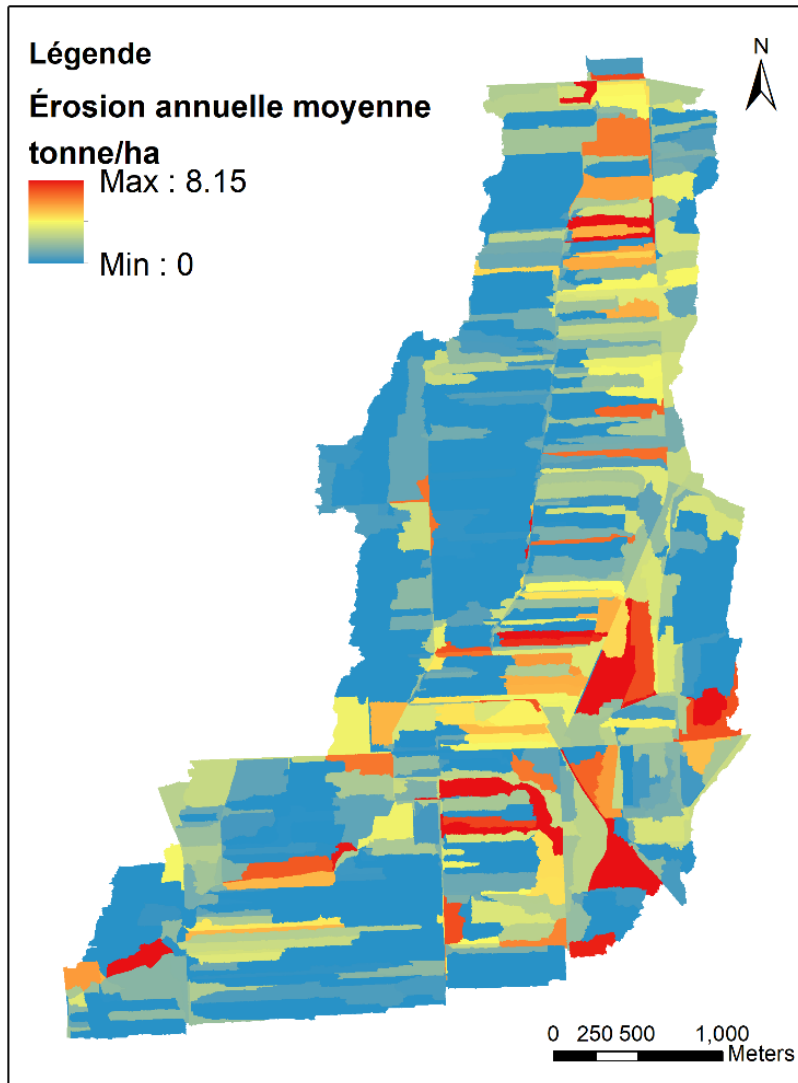 Légende
Érosion annuelle moyenne
tonne/ha
Max : 8.15
Min : 0
N
0 250 500 1,000
Meters